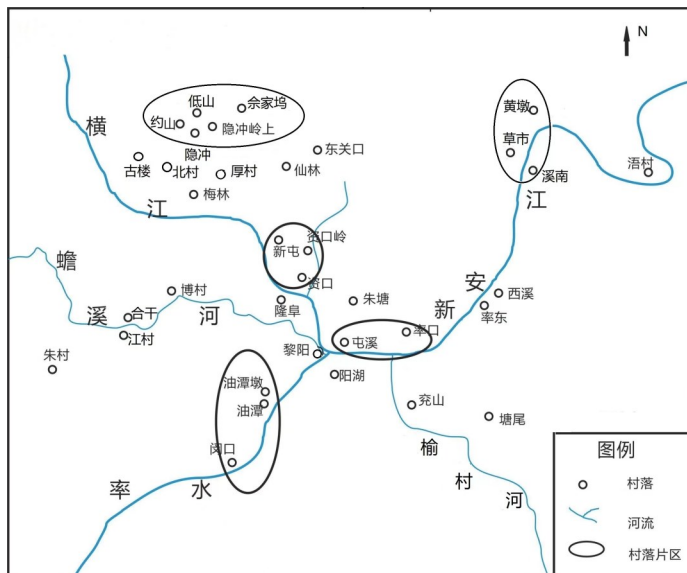 N
低山
佘家坞
黄墩
横
约山
隐冲岭上
草市
东关口
隐冲
古楼
北村
厚村
仙林
溪南
浯村
梅林
江
江
资口岭
新屯
蟾
资口
安
博村
西溪
朱塘
溪
合干
河
隆阜
新
率东
江村
率口
屯溪
黎阳
朱村
阳湖
油潭墩
油潭
兖山
塘尾
闵口
榆
村
河
率
水
图例
村落
河流
村落片区